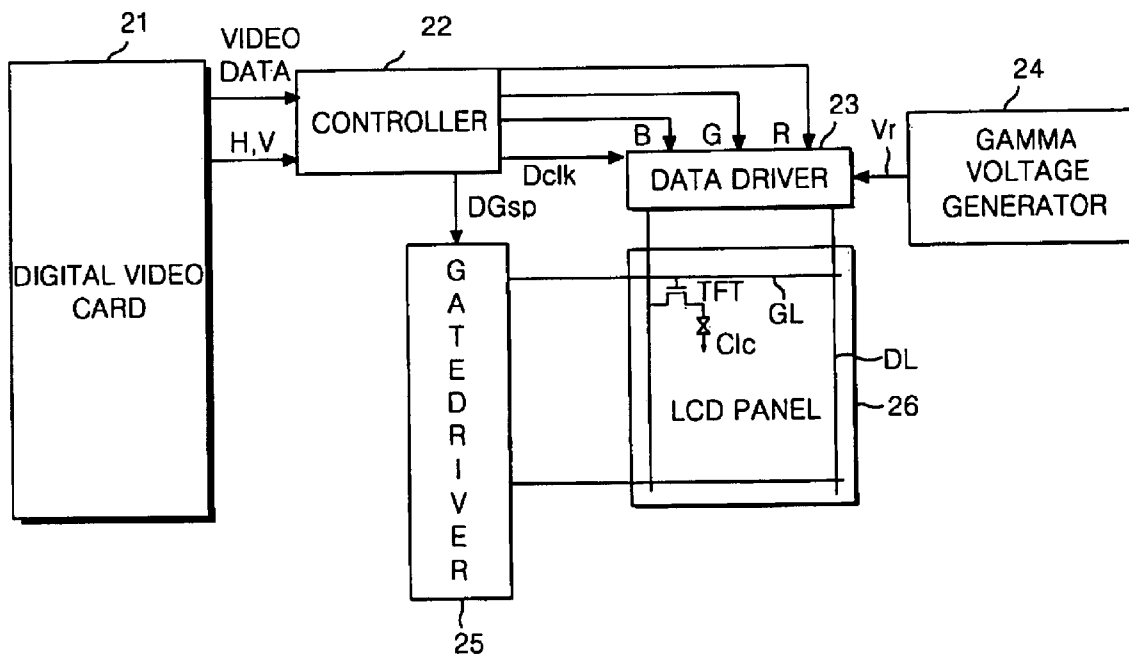 21
VIDEO
DATA
22
24
CONTROLLER
23
B G R
Vr
GAMMA
VOLTAGE
GENERATOR
H,V
Dclk
DATA DRIVER
DGsp
DIGITAL VIDEO
CARD
GATEDRIVER
TFT
GL
Clc
DL
LCD PANEL
26
25